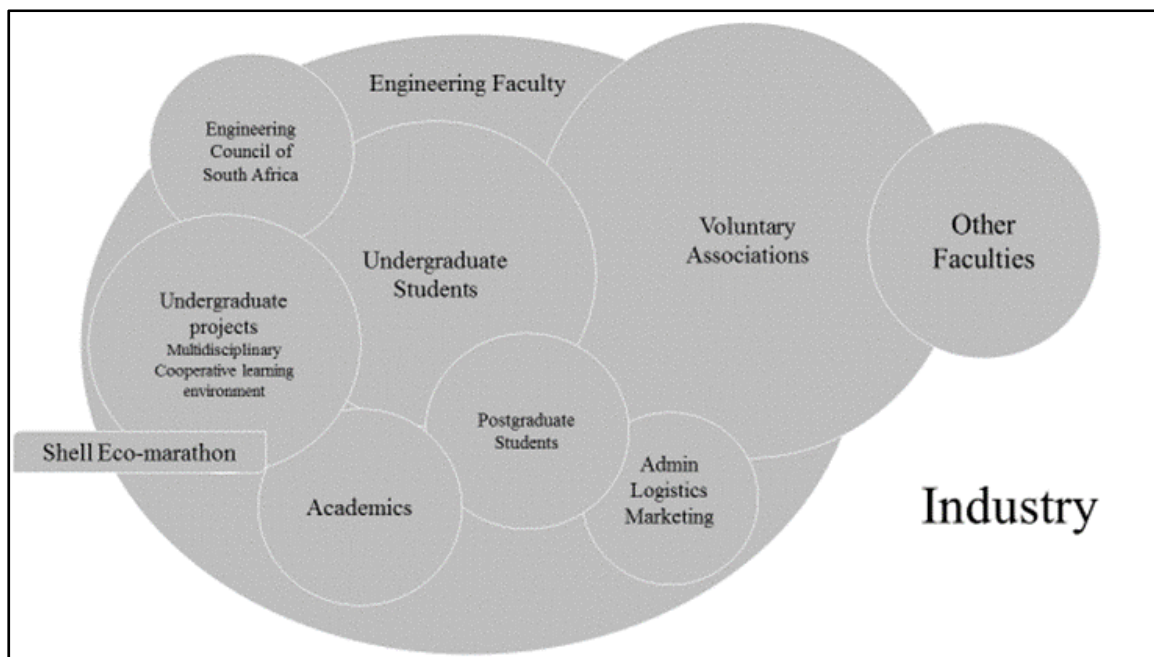 Engineering Faculty
Engineering
Council of
South Africa
Voluntary
Associations
Other
Faculties
Undergraduate
Students
Undergraduate
projects
Multidisciplinary
Cooperative learning
environment
Postgraduate
Students
Shell Eco-marathon
Academics
Admin
Logistics
Marketing
Industry